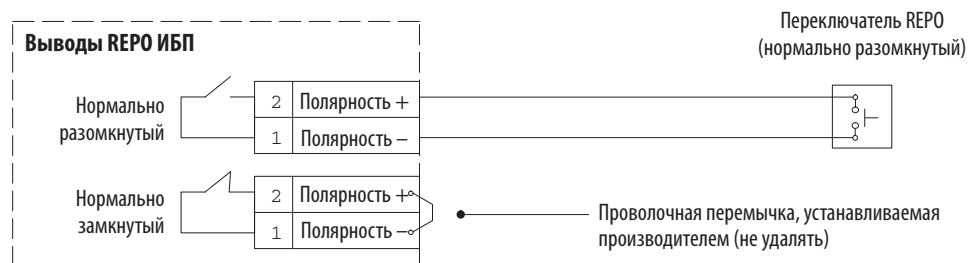 Переключатель REPO
(нормально разомкнутый)
Выводы REPO ИБП
Нормально
разомкнутый
2 Полярность +
1 Полярность –
Нормально
замкнутый
2 Полярность +
1 Полярность –
Проволочная перемычка, устанавливаемая
производителем (не удалять)